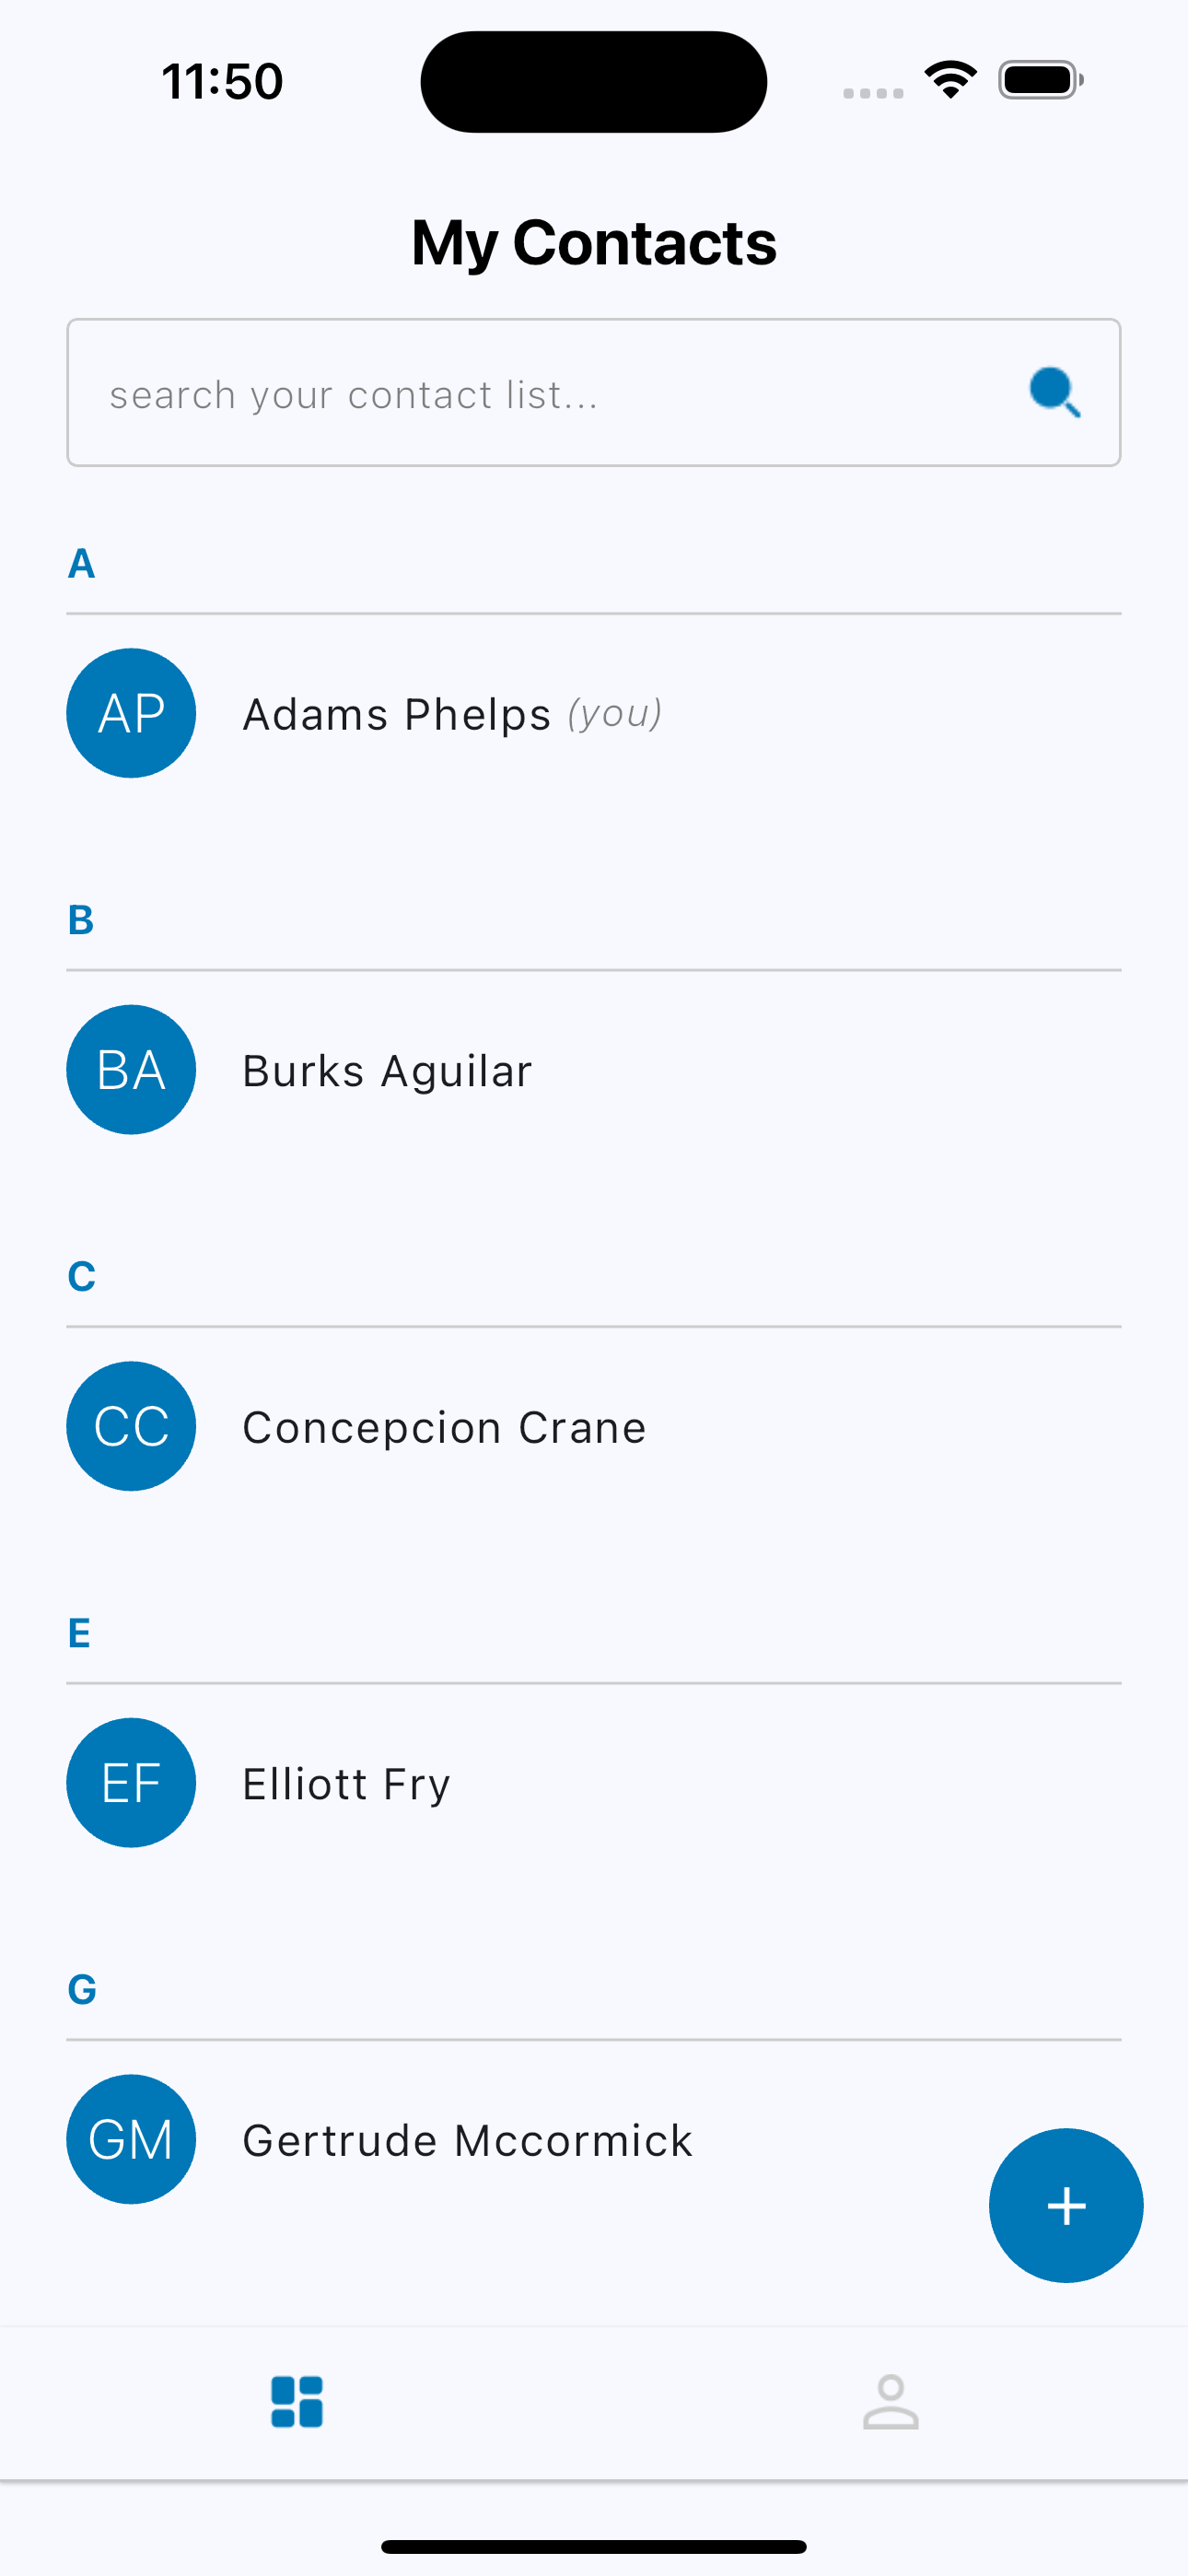 11:50
My Contacts
search your contact list...
A
AP Adams Phelps (you)
B
BA Burks Aguilar
C
CC Concepcion Crane
E
EF Elliott Fry
G
GM Gertrude Mccormick
+